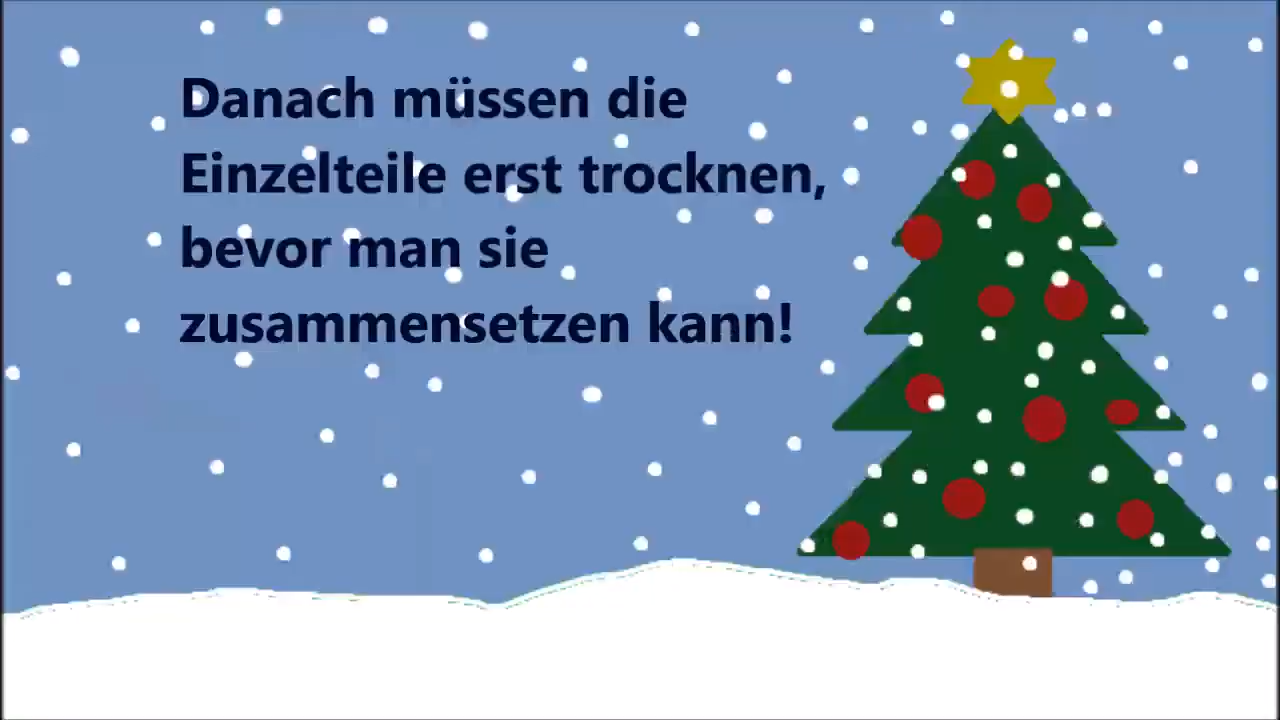 Danach müssen die
Einzelteile erst trocknen,
bevor man sie
zusammensetzen kann!